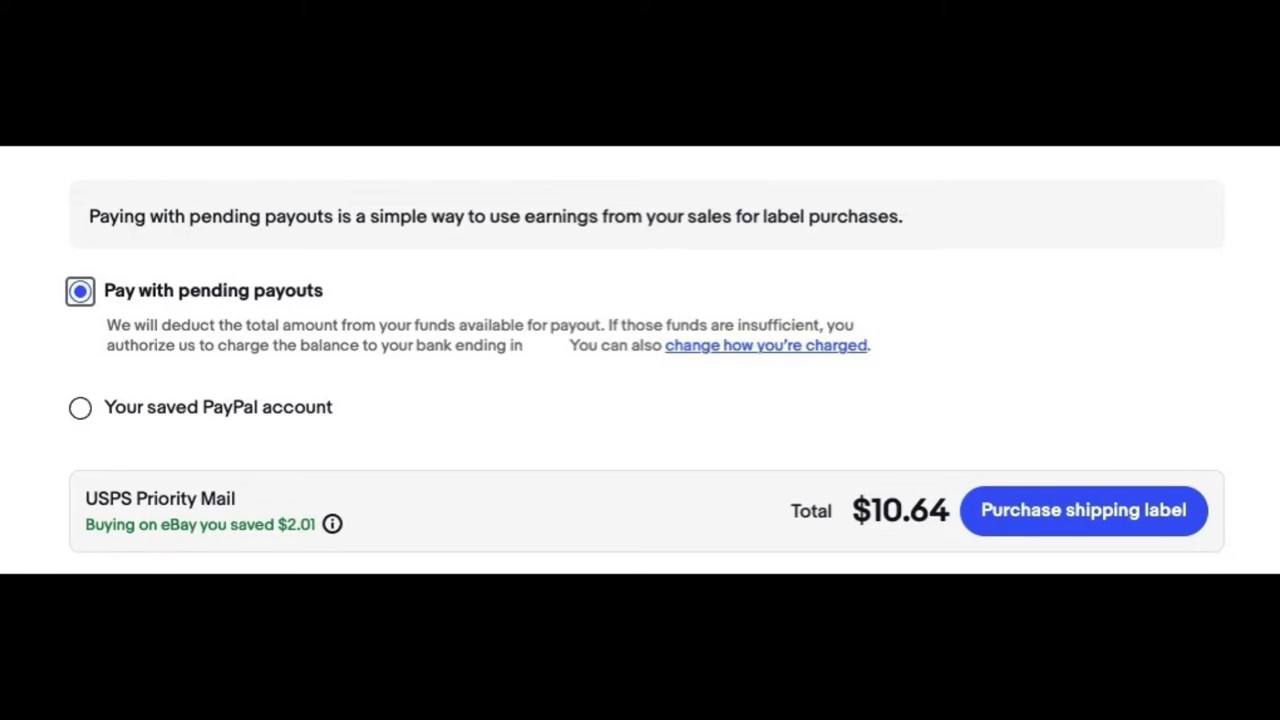 Paying with pending payouts is a simple way to use earnings from your sales for label purchases.
Pay with pending payouts
We will deduct the total amount from your funds available for payout. If those funds are insufficient, you
authorize us to charge the balance to your bank ending in You can also change how you're charged.
Your saved PayPal account
USPS Priority Mail
Buying on eBay you saved $2.01
Total $10.64 Purchase shipping label